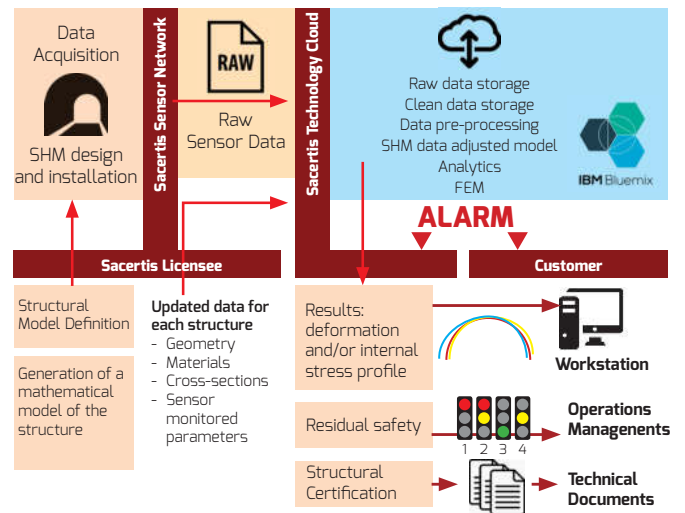 Data
Acquisition
SHM design
and installation
Sacertis Sensor Network
RAW
Raw
Sensor Data
Sacertis Technology Cloud
Raw data storage
Clean data storage
Data pre-processing
SHM data adjusted model
Analytics
FEM
IBM Bluemix
ALARM
Sacertis Licensee
Customer
Structural
Model Definition
Generation of a
mathematical
model of the
structure
Updated data for
each structure
- Geometry
- Materials
- Cross-sections
- Sensor
monitored
parameters
Results:
deformation
and/or internal
stress profile
Workstation
Residual safety
1 2 3 4
Operations
Managenents
Structural
Certification
Technical
Documents